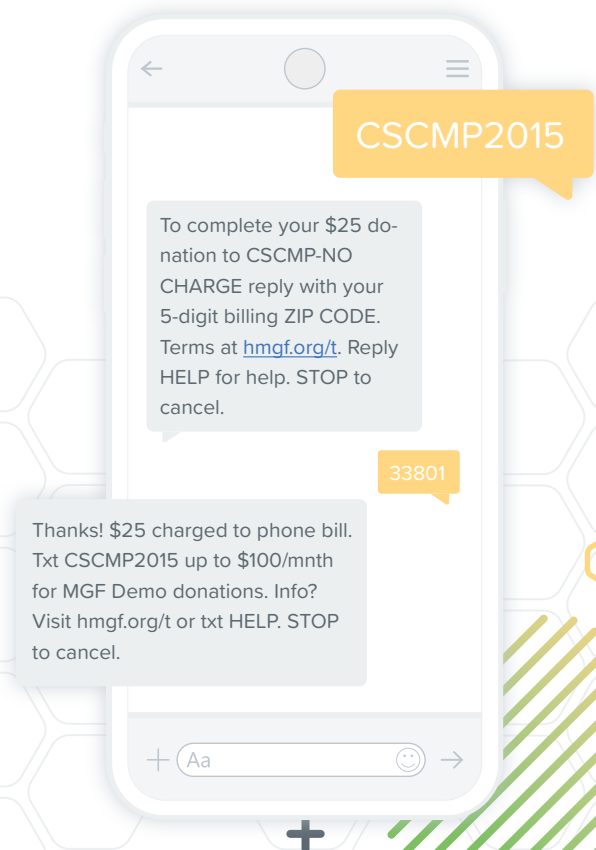 CSCMP2015
To complete your $25 do-
nation to CSCMP-NO
CHARGE reply with your
5-digit billing ZIP CODE.
Terms at hmgf.org/t. Reply
HELP for help. STOP to
cancel.
33801
Thanks! $25 charged to phone bill.
Txt CSCMP2015 up to $100/mnth
for MGF Demo donations. Info?
Visit hmgf.org/t or txt HELP. STOP
to cancel.
Aa